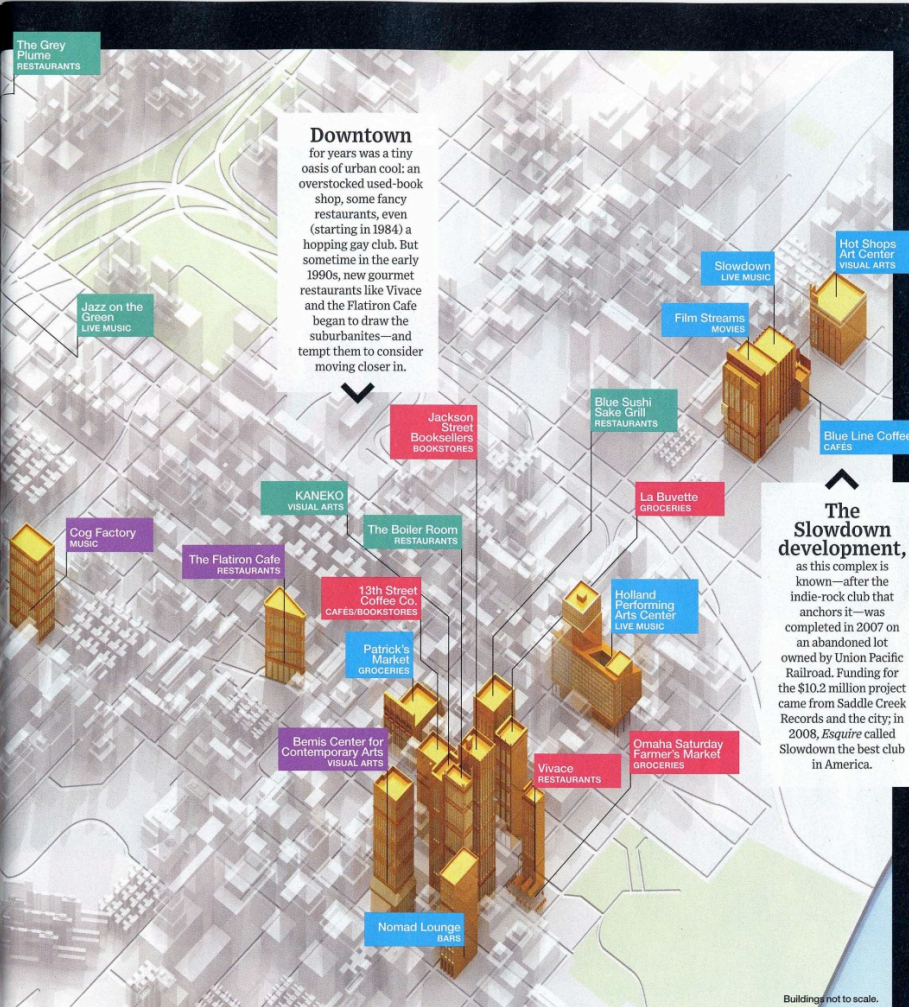 The Grey
Plume
RESTAURANTS
Downtown
for years was a tiny
oasis of urban cool: an
overstocked used-book
shop, some fancy
restaurants, even
(starting in 1984) a
hopping gay club. But
sometime in the early
1990s, new gourmet
restaurants like Vivace
and the Flatiron Cafe
began to draw the
suburbanites—and
tempt them to consider
moving closer in.
Hot Shops
Art Center
VISUAL ARTS
Slowdown
LIVE MUSIC
Film Streams
MOVIES
Jazz on the
Green
LIVE MUSIC
Blue Sushi
Sake Grill
RESTAURANTS
Jackson
Street
Booksellers
BOOKSTORES
Blue Line Coffee
CAFÉS
KANEKO
VISUAL ARTS
La Buvette
GROCERIES
The Boiler Room
RESTAURANTS
Cog Factory
MUSIC
The Flatiron Cafe
RESTAURANTS
13th Street
Coffee Co.
CAFÉS/BOOKSTORES
Holland
Performing
Arts Center
LIVE MUSIC
Patrick's
Market
GROCERIES
The
Slowdown
development,
as this complex is
known—after the
indie-rock club that
anchors it—was
completed in 2007 on
an abandoned lot
owned by Union Pacific
Railroad. Funding for
the $10.2 million project
came from Saddle Creek
Records and the city; in
2008, Esquire called
Slowdown the best club
in America.
Bemis Center for
Contemporary Arts
VISUAL ARTS
Vivace
RESTAURANTS
Omaha Saturday
Farmer's Market
GROCERIES
Nomad Lounge
BARS
Buildings not to scale.